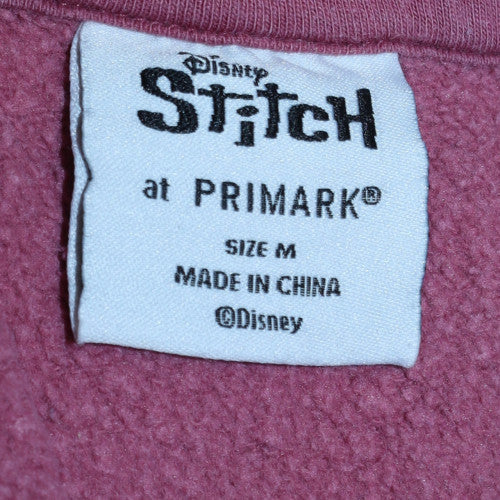 Disney
Stitch
at PRIMARK®
SIZE M
MADE IN CHINA
©Disney